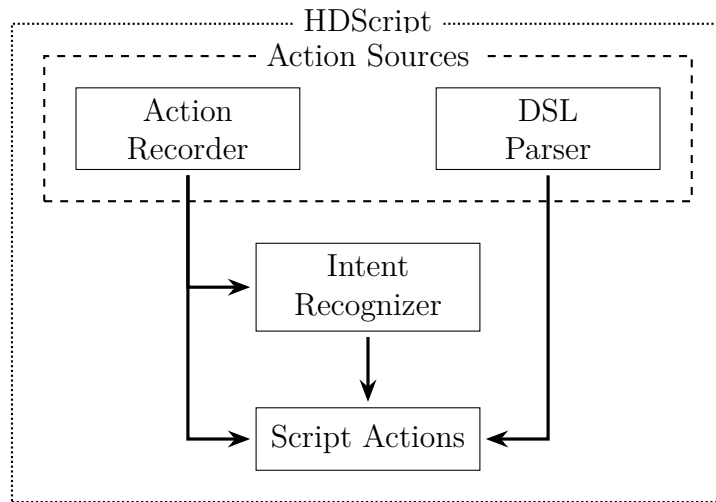 HDScript
Action Sources
Action
Recorder
DSL
Parser
Intent
Recognizer
Script Actions